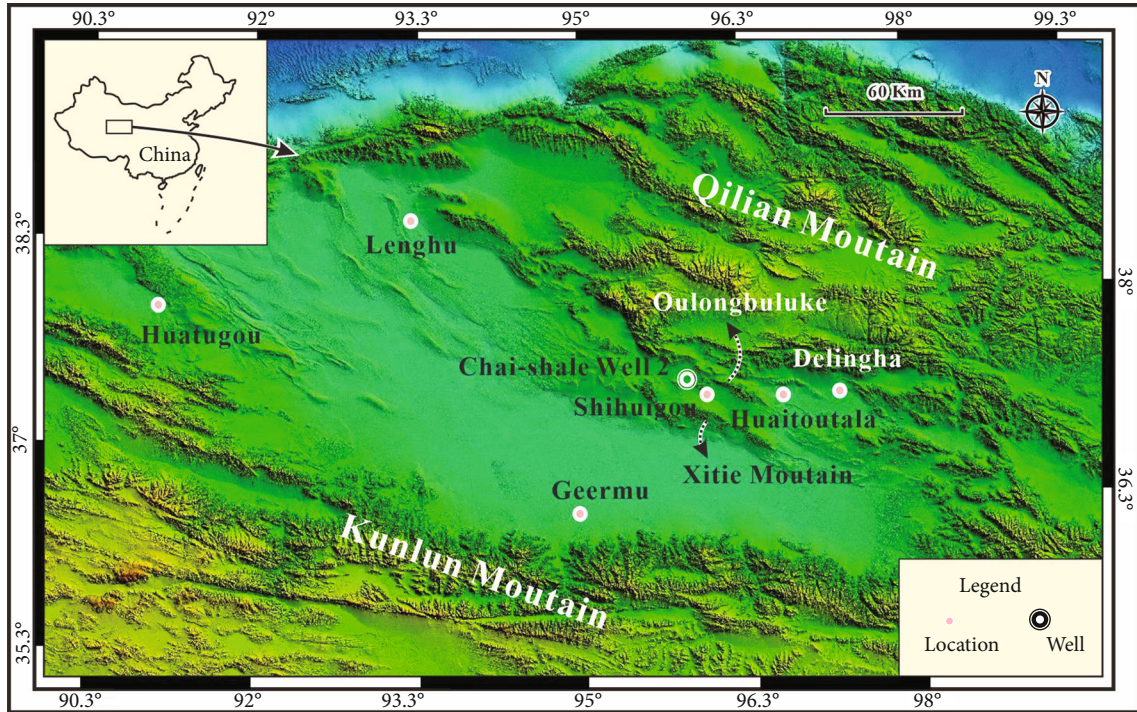 90.3°
92°
93.3°
95°
96.3°
98°
99.3°
China
60 Km
N
Qilian Moutain
38.3°
Lenghu
38°
Oulongbuluke
Huatugou
Chai-shale Well 2
Delingha
Shihuigou
Huaitoutala
37°
Xitie Moutain
36.3°
Geermu
Kunlun Moutain
Legend
Location
Well
35.3°
90.3°
92°
93.3°
95°
96.3°
98°